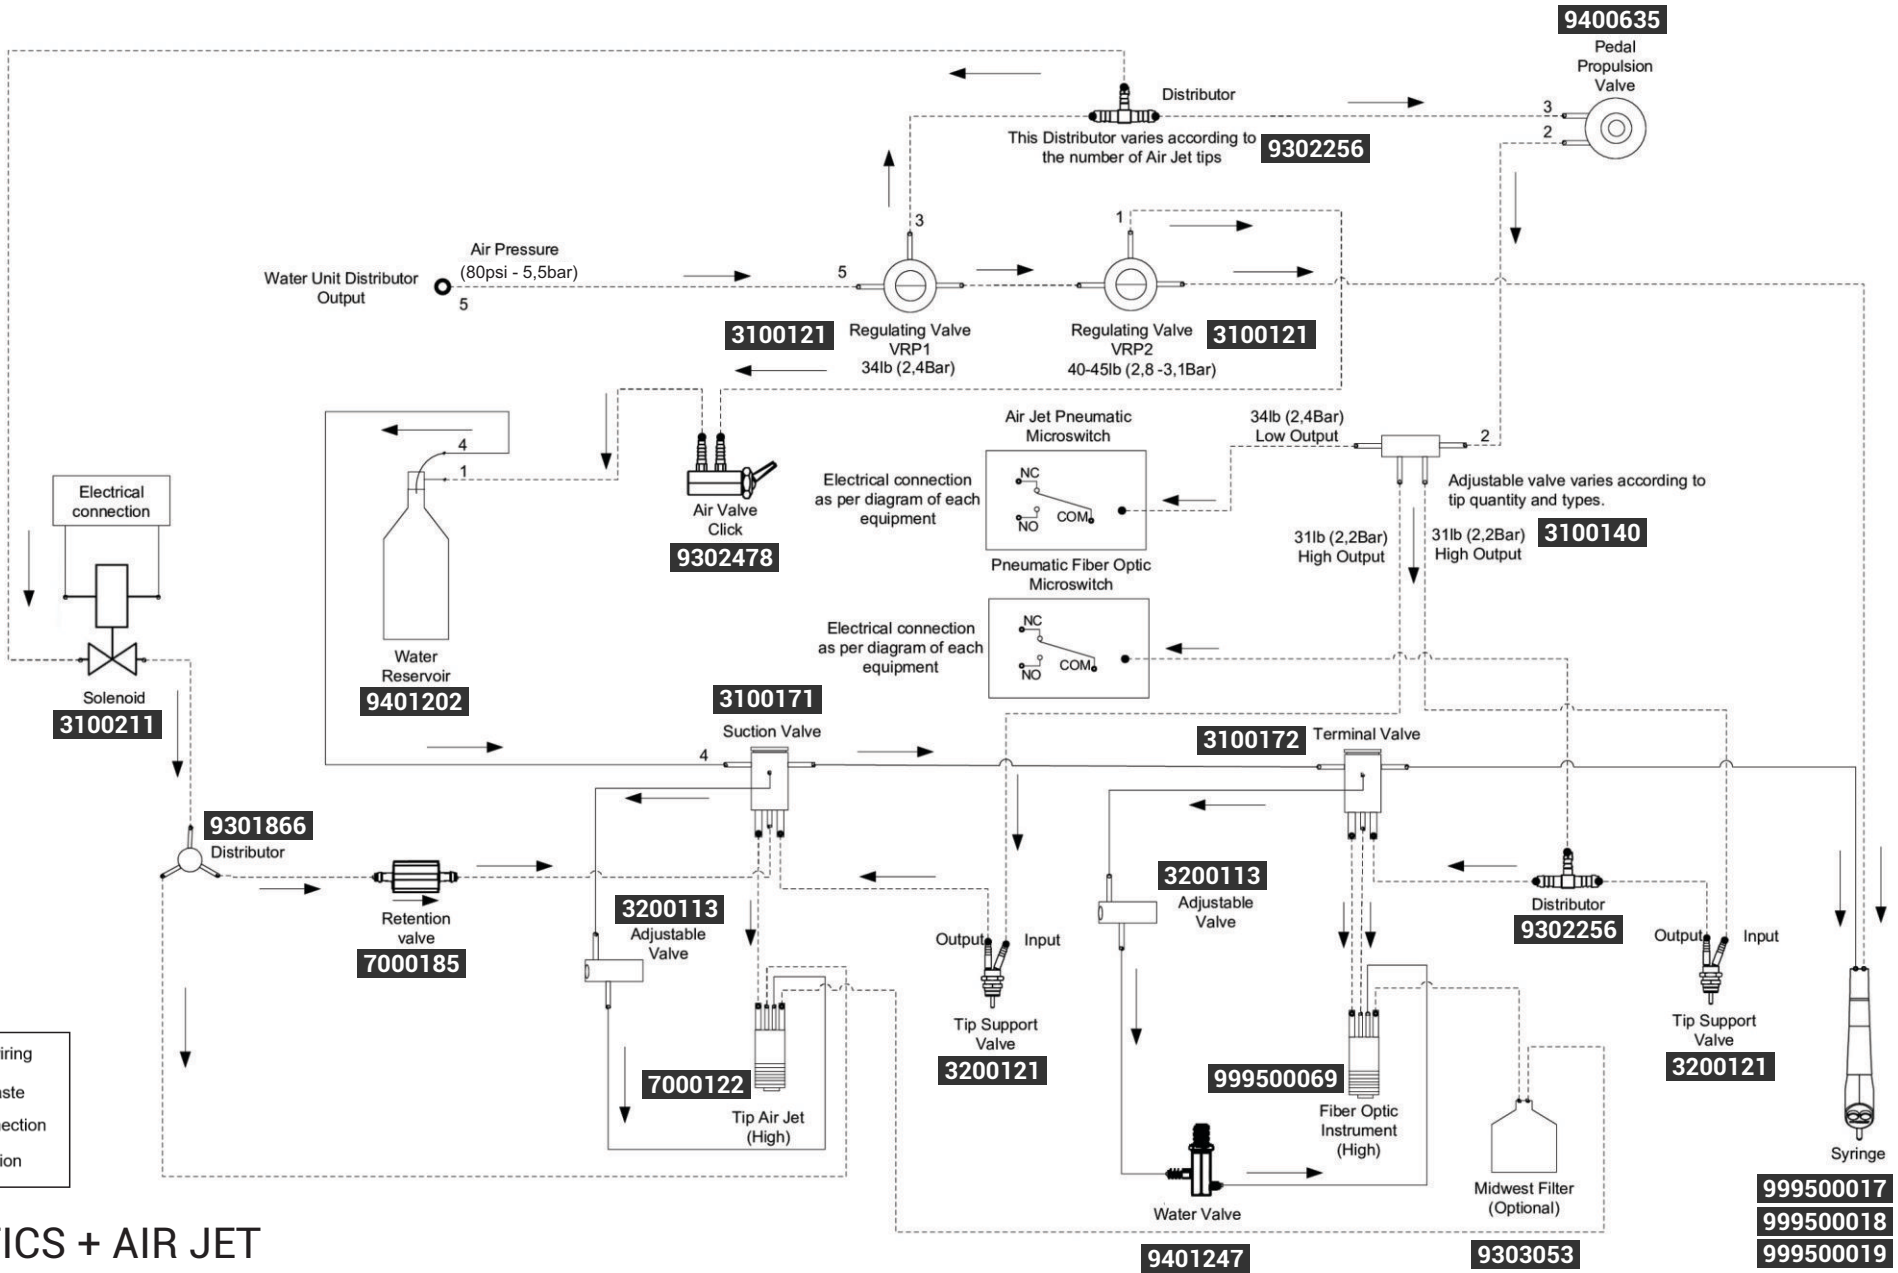 9400635
Pedal
Propulsion
Valve
3
2
Distributor
This Distributor varies according to
the number of Air Jet tips
9302256
3
1
Air Pressure
(80psi - 5,5bar)
Water Unit Distributor
Output
5
5
3100121
Regulating Valve
VRP1
34lb (2,4Bar)
Regulating Valve
VRP2
40-45lb (2,8 -3,1Bar)
3100121
Air Jet Pneumatic
Microswitch
34lb (2,4Bar)
Low Output
2
4
1
Electrical connection
as per diagram of each
equipment
NC
NO
COM
Adjustable valve varies according to
tip quantity and types.
3100140
Electrical
connection
Air Valve
Click
9302478
31lb (2,2Bar)
High Output
31lb (2,2Bar)
High Output
Pneumatic Fiber Optic
Microswitch
Electrical connection
as per diagram of each
equipment
NC
NO
COM
Water
Reservoir
9401202
Solenoid
3100211
3100171
Suction Valve
4
3100172
Terminal Valve
9301866
Distributor
Retention
valve
7000185
3200113
Adjustable
Valve
3200113
Adjustable
Valve
Output
Input
Distributor
9302256
Output
Input
Tip Support
Valve
3200121
Tip Support
Valve
3200121
7000122
Tip Air Jet
(High)
999500069
Fiber Optic
Instrument
(High)
Syringe
999500017
999500018
999500019
Midwest Filter
(Optional)
9303053
Water Valve
9401247
TICS + AIR JET